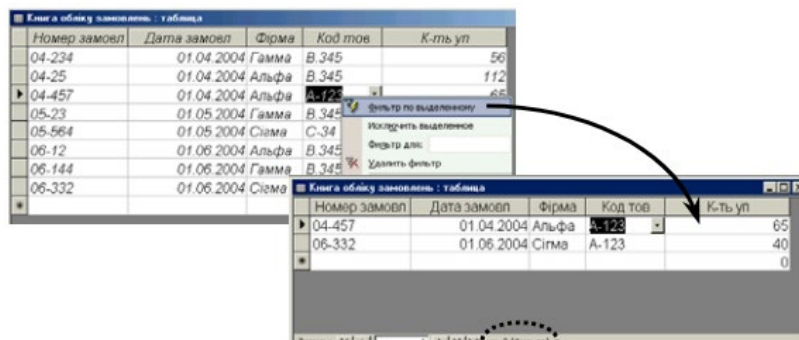 Книга обліку замовлень : таблица
Номер замовл Дата замовл Фірма Код тов К-ть уп
04-234 01.04.2004 Гамма В.345 56
04-25 01.04.2004 Альфа В.345 112
04-457 01.04.2004 Альфа А-123 65
05-23 01.05.2004 Гамма В.345
05-564 01.05.2004 Сігма С-34
06-12 01.06.2004 Альфа В.345
06-144 01.06.2004 Гамма В.345
06-332 01.06.2004 Сігма
Фильтр по выделенному
Исключить выделенное
Фильтр для:
Удалить фильтр
Книга обліку замовлень : таблица
Номер замовл Дата замовл Фірма Код тов К-ть уп
04-457 01.04.2004 Альфа А-123 65
06-332 01.06.2004 Сігма А-123 40
0